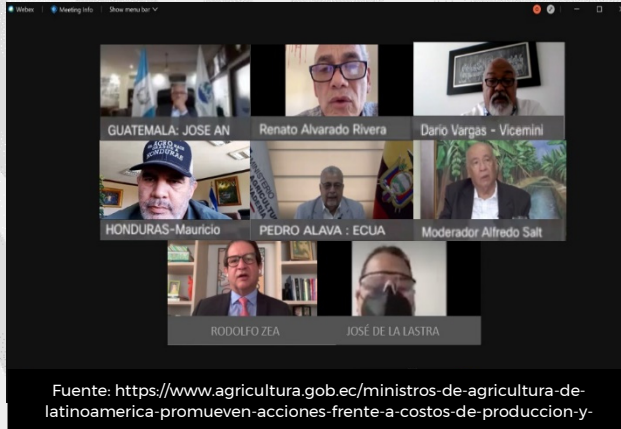 Webex
Meeting Info
Show menu bar
GUATEMALA: JOSE AN
Renato Alvarado Rivera
Dario Vargas - Vicemini
HONDURAS-Mauricio
PEDRO ALAVA : ECUA
Moderador Alfredo Salt
RODOLFO ZEA
JOSÉ DE LA LASTRA
Fuente: https://www.agricultura.gob.ec/ministros-de-agricultura-de-
latinoamerica-promueven-acciones-frente-a-costos-de-produccion-y-